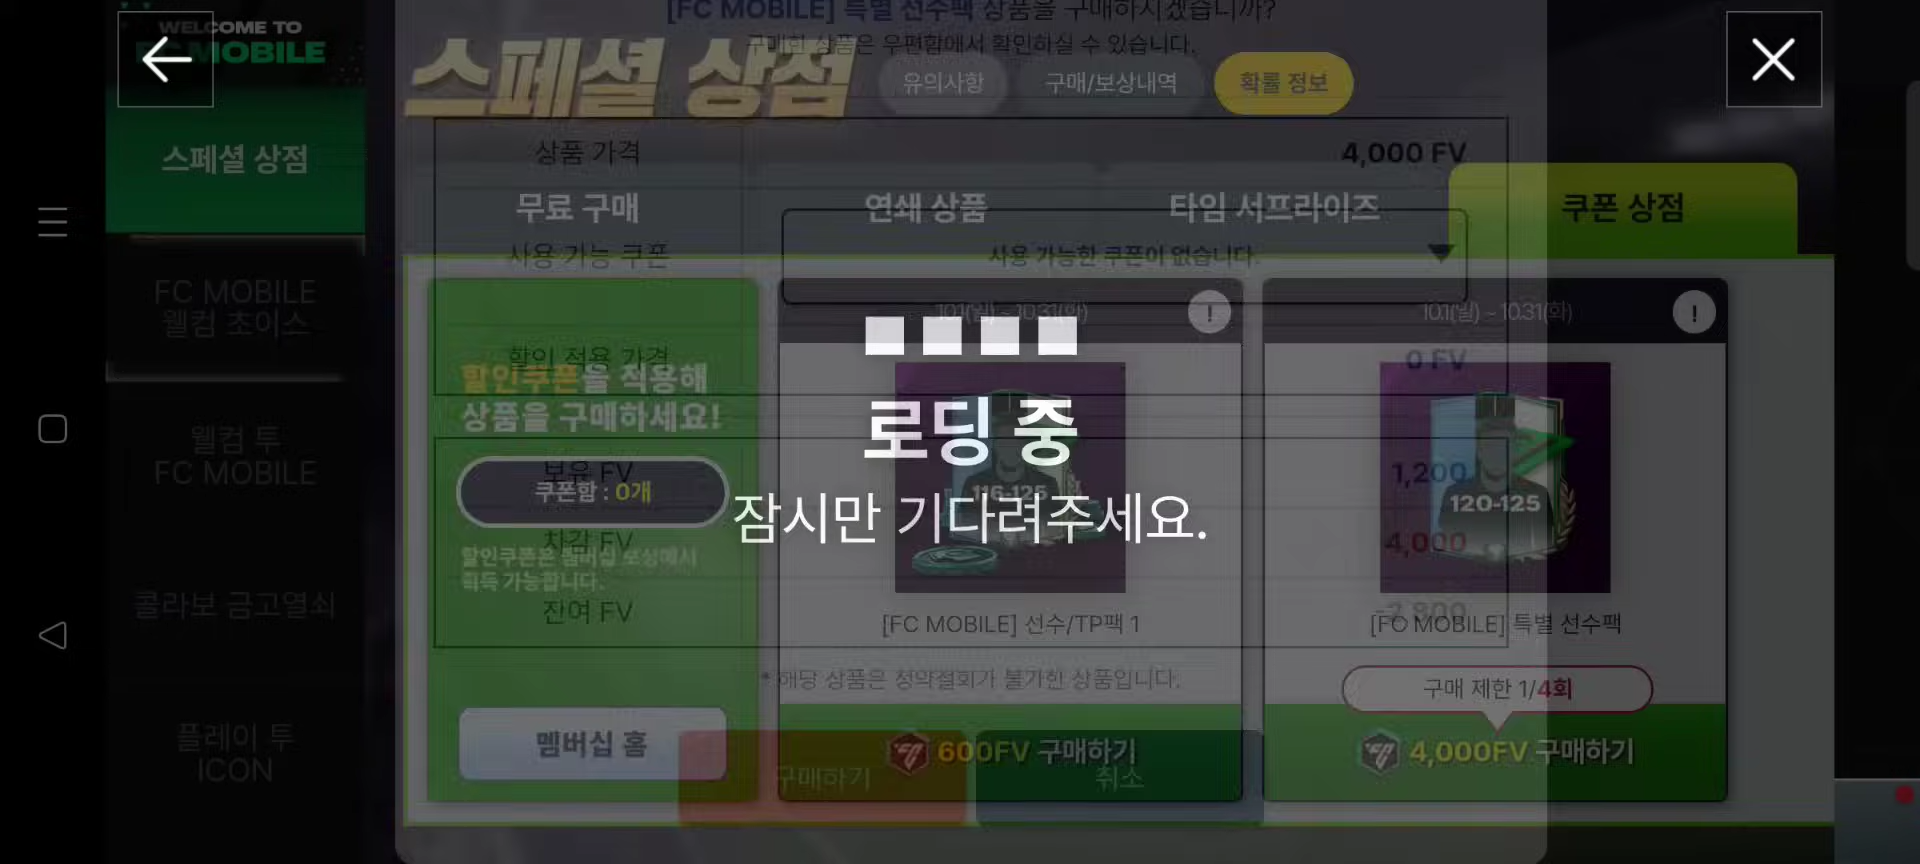 [FC MOBILE] 특별 선수팩 상품을 구매하시겠습니까?
구매한 상품은 우편함에서 확인하실 수 있습니다.
WELCOME TO
FC MOBILE
스페셜 상점
유의사항
구매/보상내역
확률 정보
상품 가격
4,000 FV
스페셜 상점
무료 구매
연쇄 상품
타임 서프라이즈
쿠폰 상점
사용 가능 쿠폰
사용 가능한 쿠폰이 없습니다.
FC MOBILE
웰컴 초이스
10.1(일) ~ 10.31(화)
!
10.1(일) ~ 10.31(화)
!
할인 적용 가격
0 FV
할인쿠폰을 적용해
상품을 구매하세요!
로딩 중
잠시만 기다려주세요.
웰컴 투
FC MOBILE
보유 FV
1,200
쿠폰함 : 0개
116-125
120-125
차감 FV
4,000
할인쿠폰은 멤버십 보상에서
획득 가능합니다.
잔여 FV
-2,800
콜라보 금고열쇠
[FC MOBILE] 선수/TP팩 1
[FC MOBILE] 특별 선수팩
* 해당 상품은 청약철회가 불가한 상품입니다.
구매 제한 1/4회
플레이 투
ICON
멤버십 홈
600FV 구매하기
4,000FV 구매하기
구매하기
취소